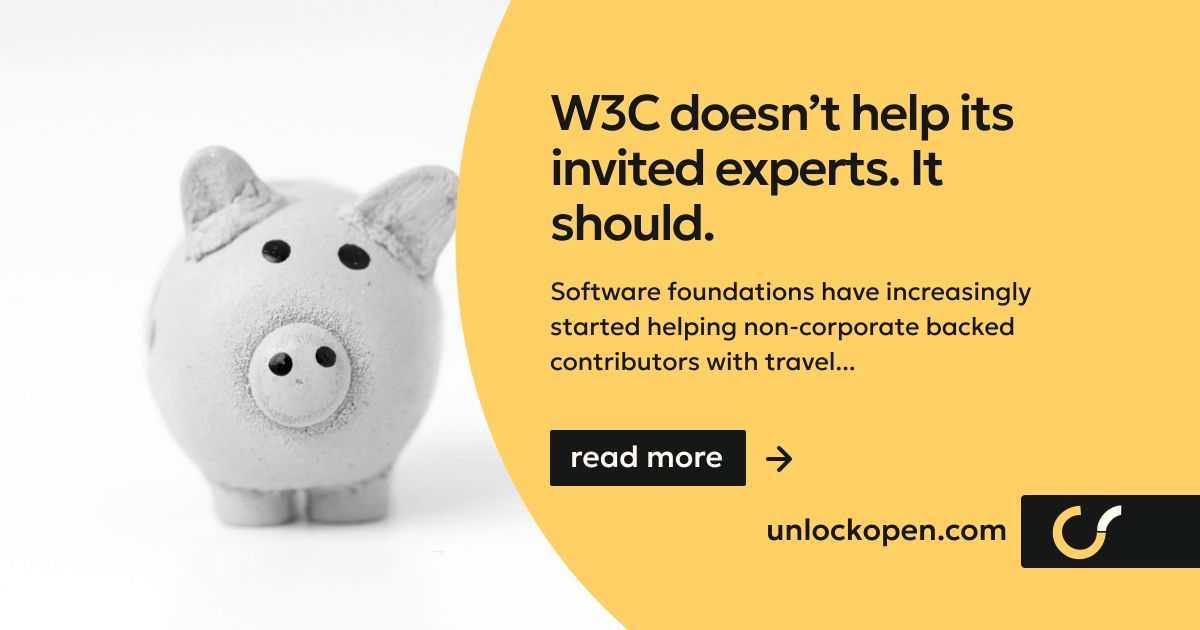 W3C doesn’t help its
invited experts. It
should.
Software foundations have increasingly
started helping non-corporate backed
contributors with travel...
read more
unlockopen.com